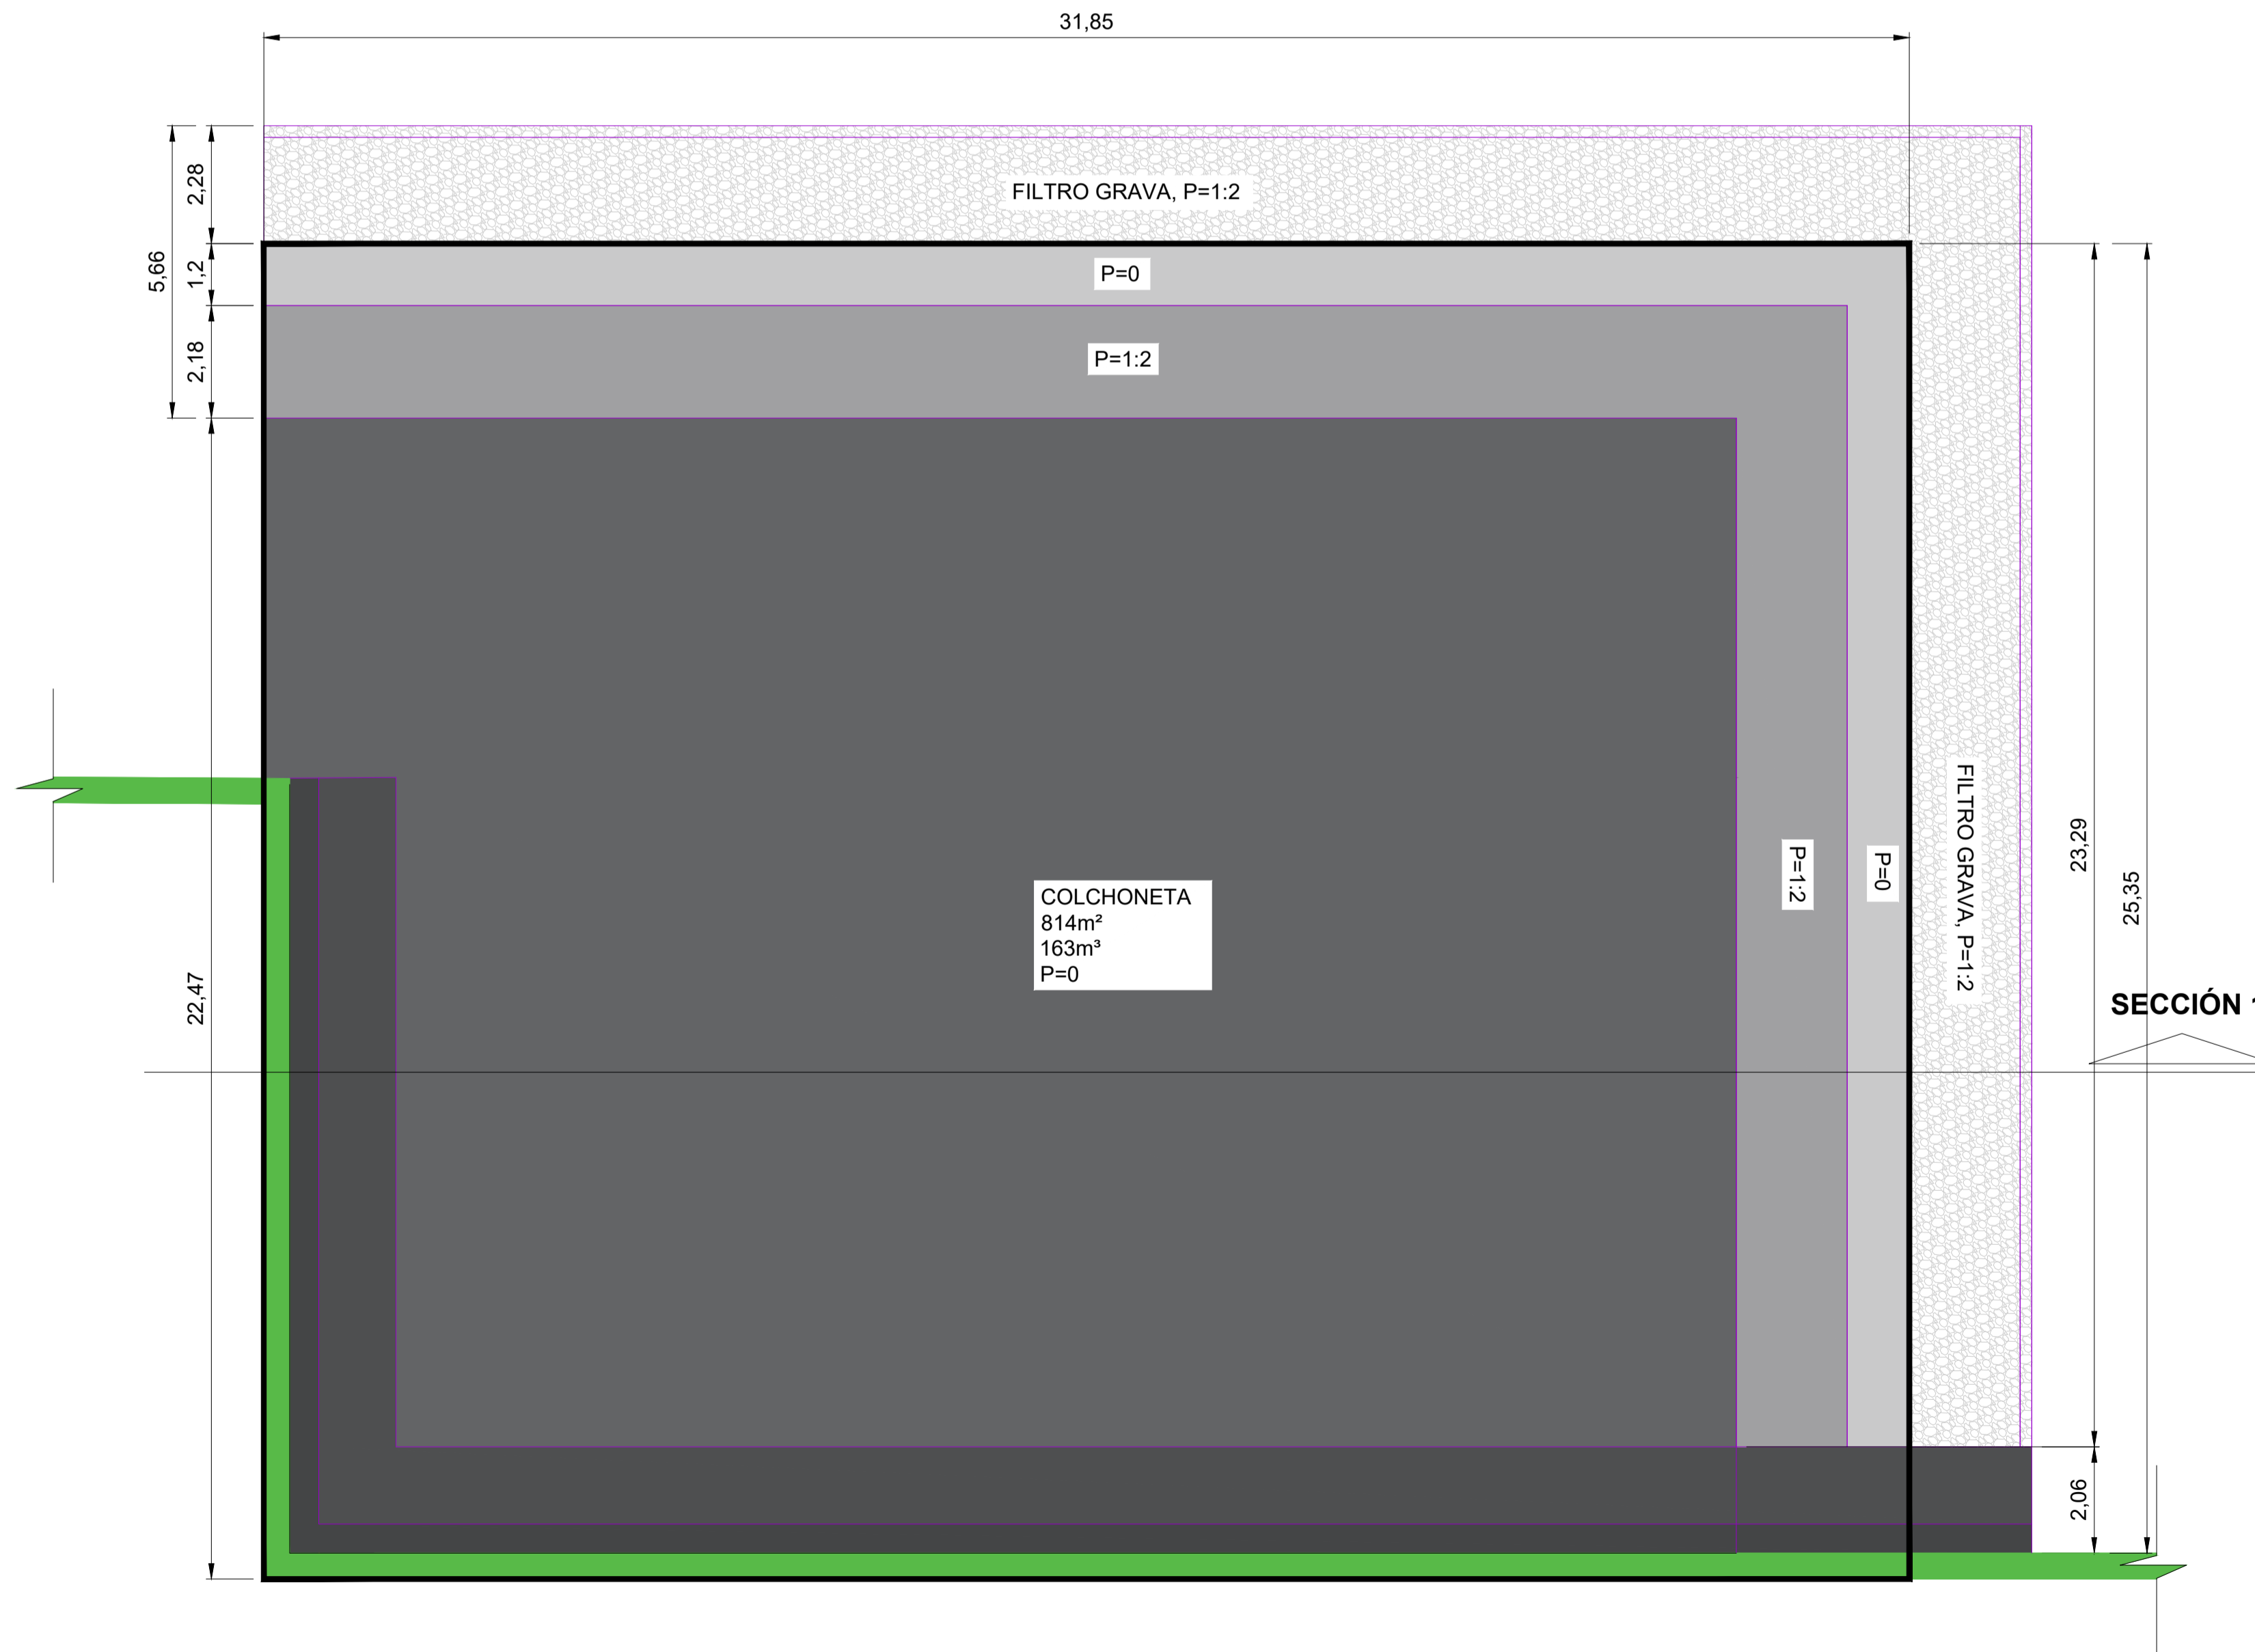 31,85
2,28
FILTRO GRAVA, P=1:2
5,66
1,2
P=0
2,18
P=1:2
22,47
COLCHONETA
814m²
163m³
P=0
P=1:2
P=0
FILTRO GRAVA, P=1:2
23,29
25,35
SECCIÓN 1
2,06